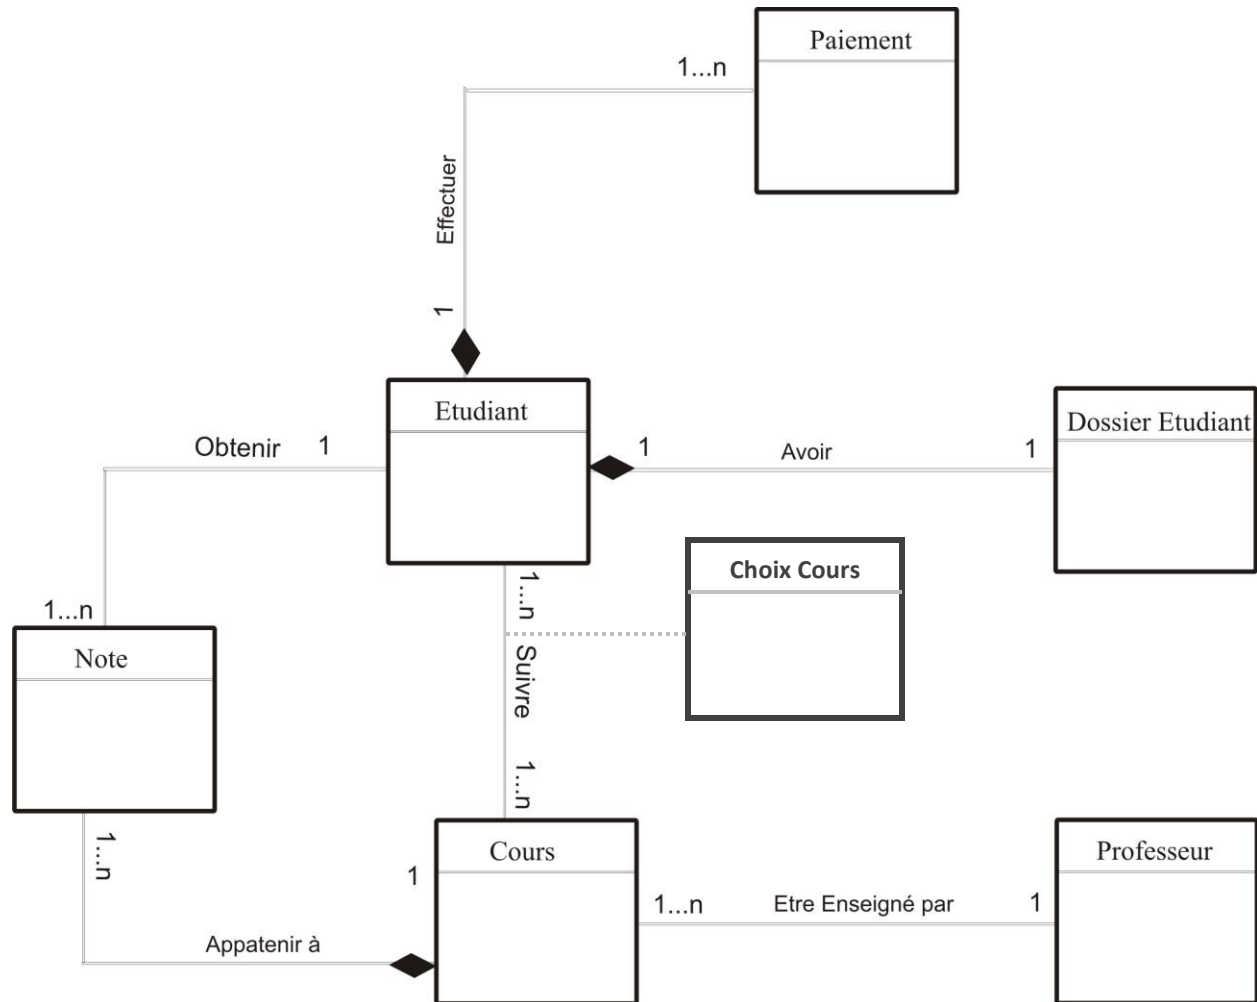 Paiement
1...n
Effectuer
1
Etudiant
Dossier Etudiant
Obtenir
1
1
Avoir
1
Choix Cours
1...n
1...n
Note
Suivre
1...n
1...n
Cours
Professeur
1
1...n
Etre Enseigné par
1
Appatenir à